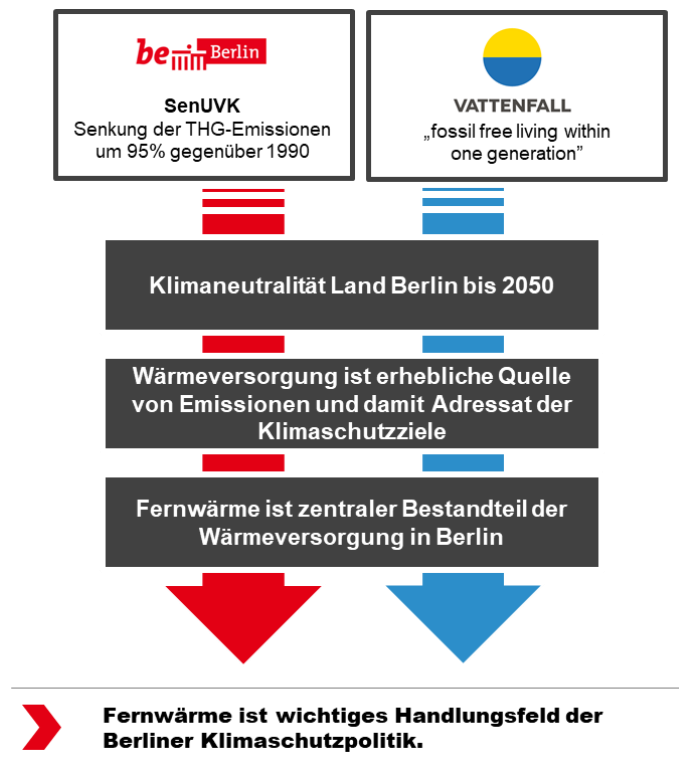 be Berlin
SenUVK
Senkung der THG-Emissionen
um 95% gegenüber 1990
VATTENFALL
„fossil free living within
one generation”
Klimaneutralität Land Berlin bis 2050
Wärmeversorgung ist erhebliche Quelle
von Emissionen und damit Adressat der
Klimaschutzziele
Fernwärme ist zentraler Bestandteil der
Wärmeversorgung in Berlin
Fernwärme ist wichtiges Handlungsfeld der
Berliner Klimaschutzpolitik.